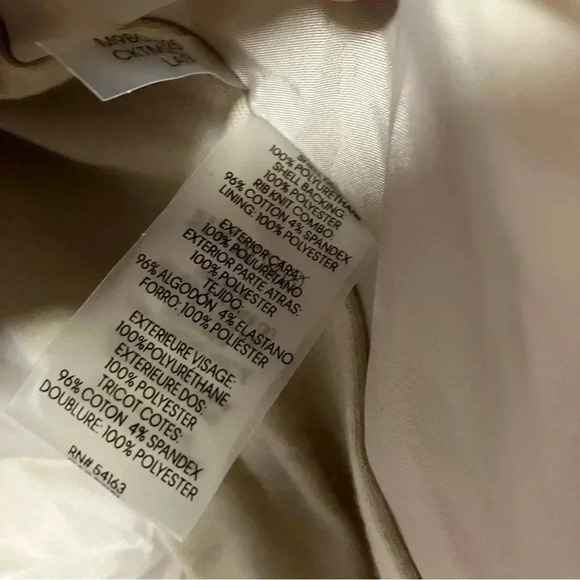 CKTM
LAB
100% POLYURETHANE
SHELL BACKING:
100% POLYESTER
RIB KNIT COMBO:
96% COTTON 4% SPANDEX
LINING: 100% POLYESTER
EXTERIOR CARA
100% POLIURETANO
EXTERIOR PARTE ATRAS:
100% POLYESTER
TEJIDO:
96% ALGODÓN 4% ELASTANO
FORRO: 100% POLIESTER
EXTERIEURE VISAGE:
100%POLYURÉTHANE
EXTERIEURE DOS:
100% POLYESTER
TRICOT COTES:
96% COTON 4% SPANDEX
DOUBLURE: 100% POLYESTER
RN# 54163